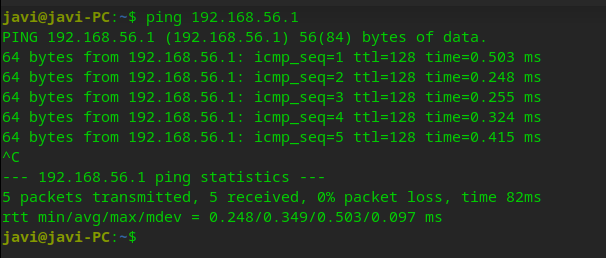 javi@javi-PC:~$ ping 192.168.56.1
PING 192.168.56.1 (192.168.56.1) 56(84) bytes of data.
64 bytes from 192.168.56.1: icmp_seq=1 ttl=128 time=0.503 ms
64 bytes from 192.168.56.1: icmp_seq=2 ttl=128 time=0.248 ms
64 bytes from 192.168.56.1: icmp_seq=3 ttl=128 time=0.255 ms
64 bytes from 192.168.56.1: icmp_seq=4 ttl=128 time=0.324 ms
64 bytes from 192.168.56.1: icmp_seq=5 ttl=128 time=0.415 ms
^C
--- 192.168.56.1 ping statistics ---
5 packets transmitted, 5 received, 0% packet loss, time 82ms
rtt min/avg/max/mdev = 0.248/0.349/0.503/0.097 ms
javi@javi-PC:~$